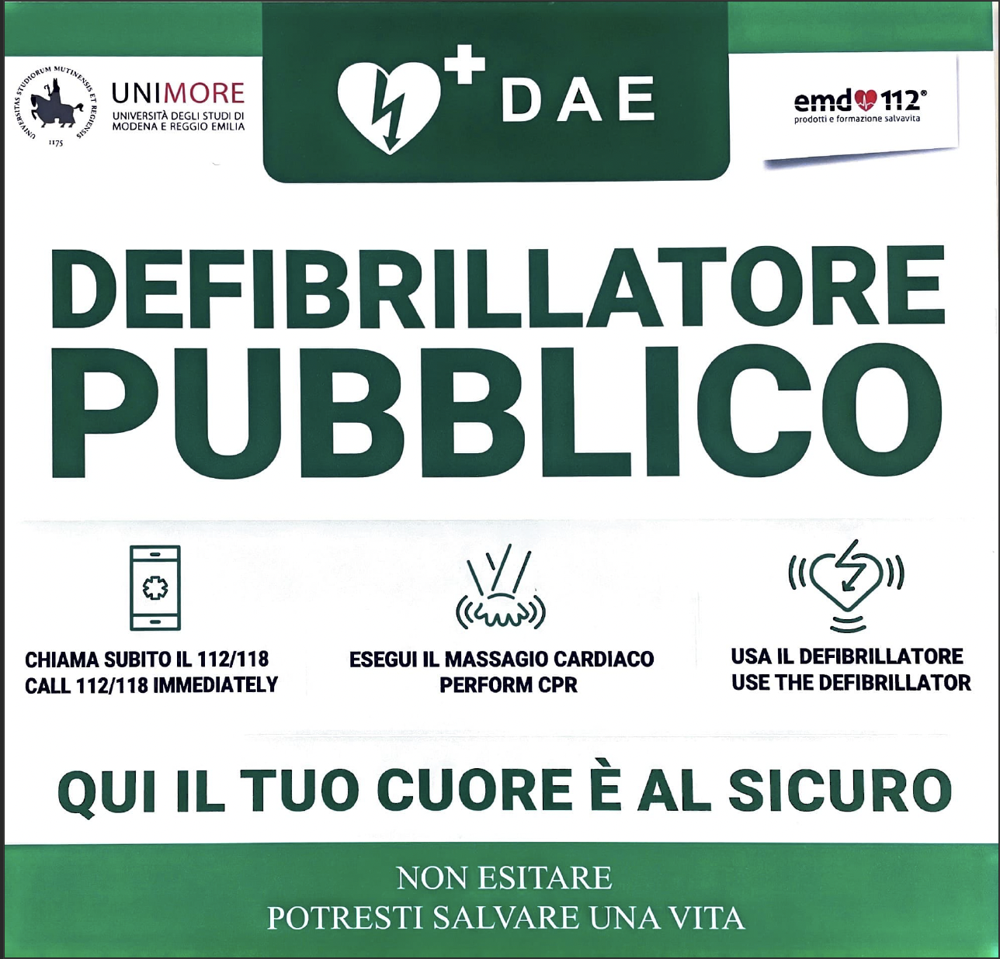 UNIVERSITAS STUDIORUM MUTINENSIS ET REGIENSIS
1175
UNIMORE
UNIVERSITÀ DEGLI STUDI DI
MODENA E REGGIO EMILIA
DAE
emd 112®
prodotti e formazione salvavita
DEFIBRILLATORE
PUBBLICO
CHIAMA SUBITO IL 112/118
CALL 112/118 IMMEDIATELY
ESEGUI IL MASSAGIO CARDIACO
PERFORM CPR
USA IL DEFIBRILLATORE
USE THE DEFIBRILLATOR
QUI IL TUO CUORE È AL SICURO
NON ESITARE
POTRESTI SALVARE UNA VITA